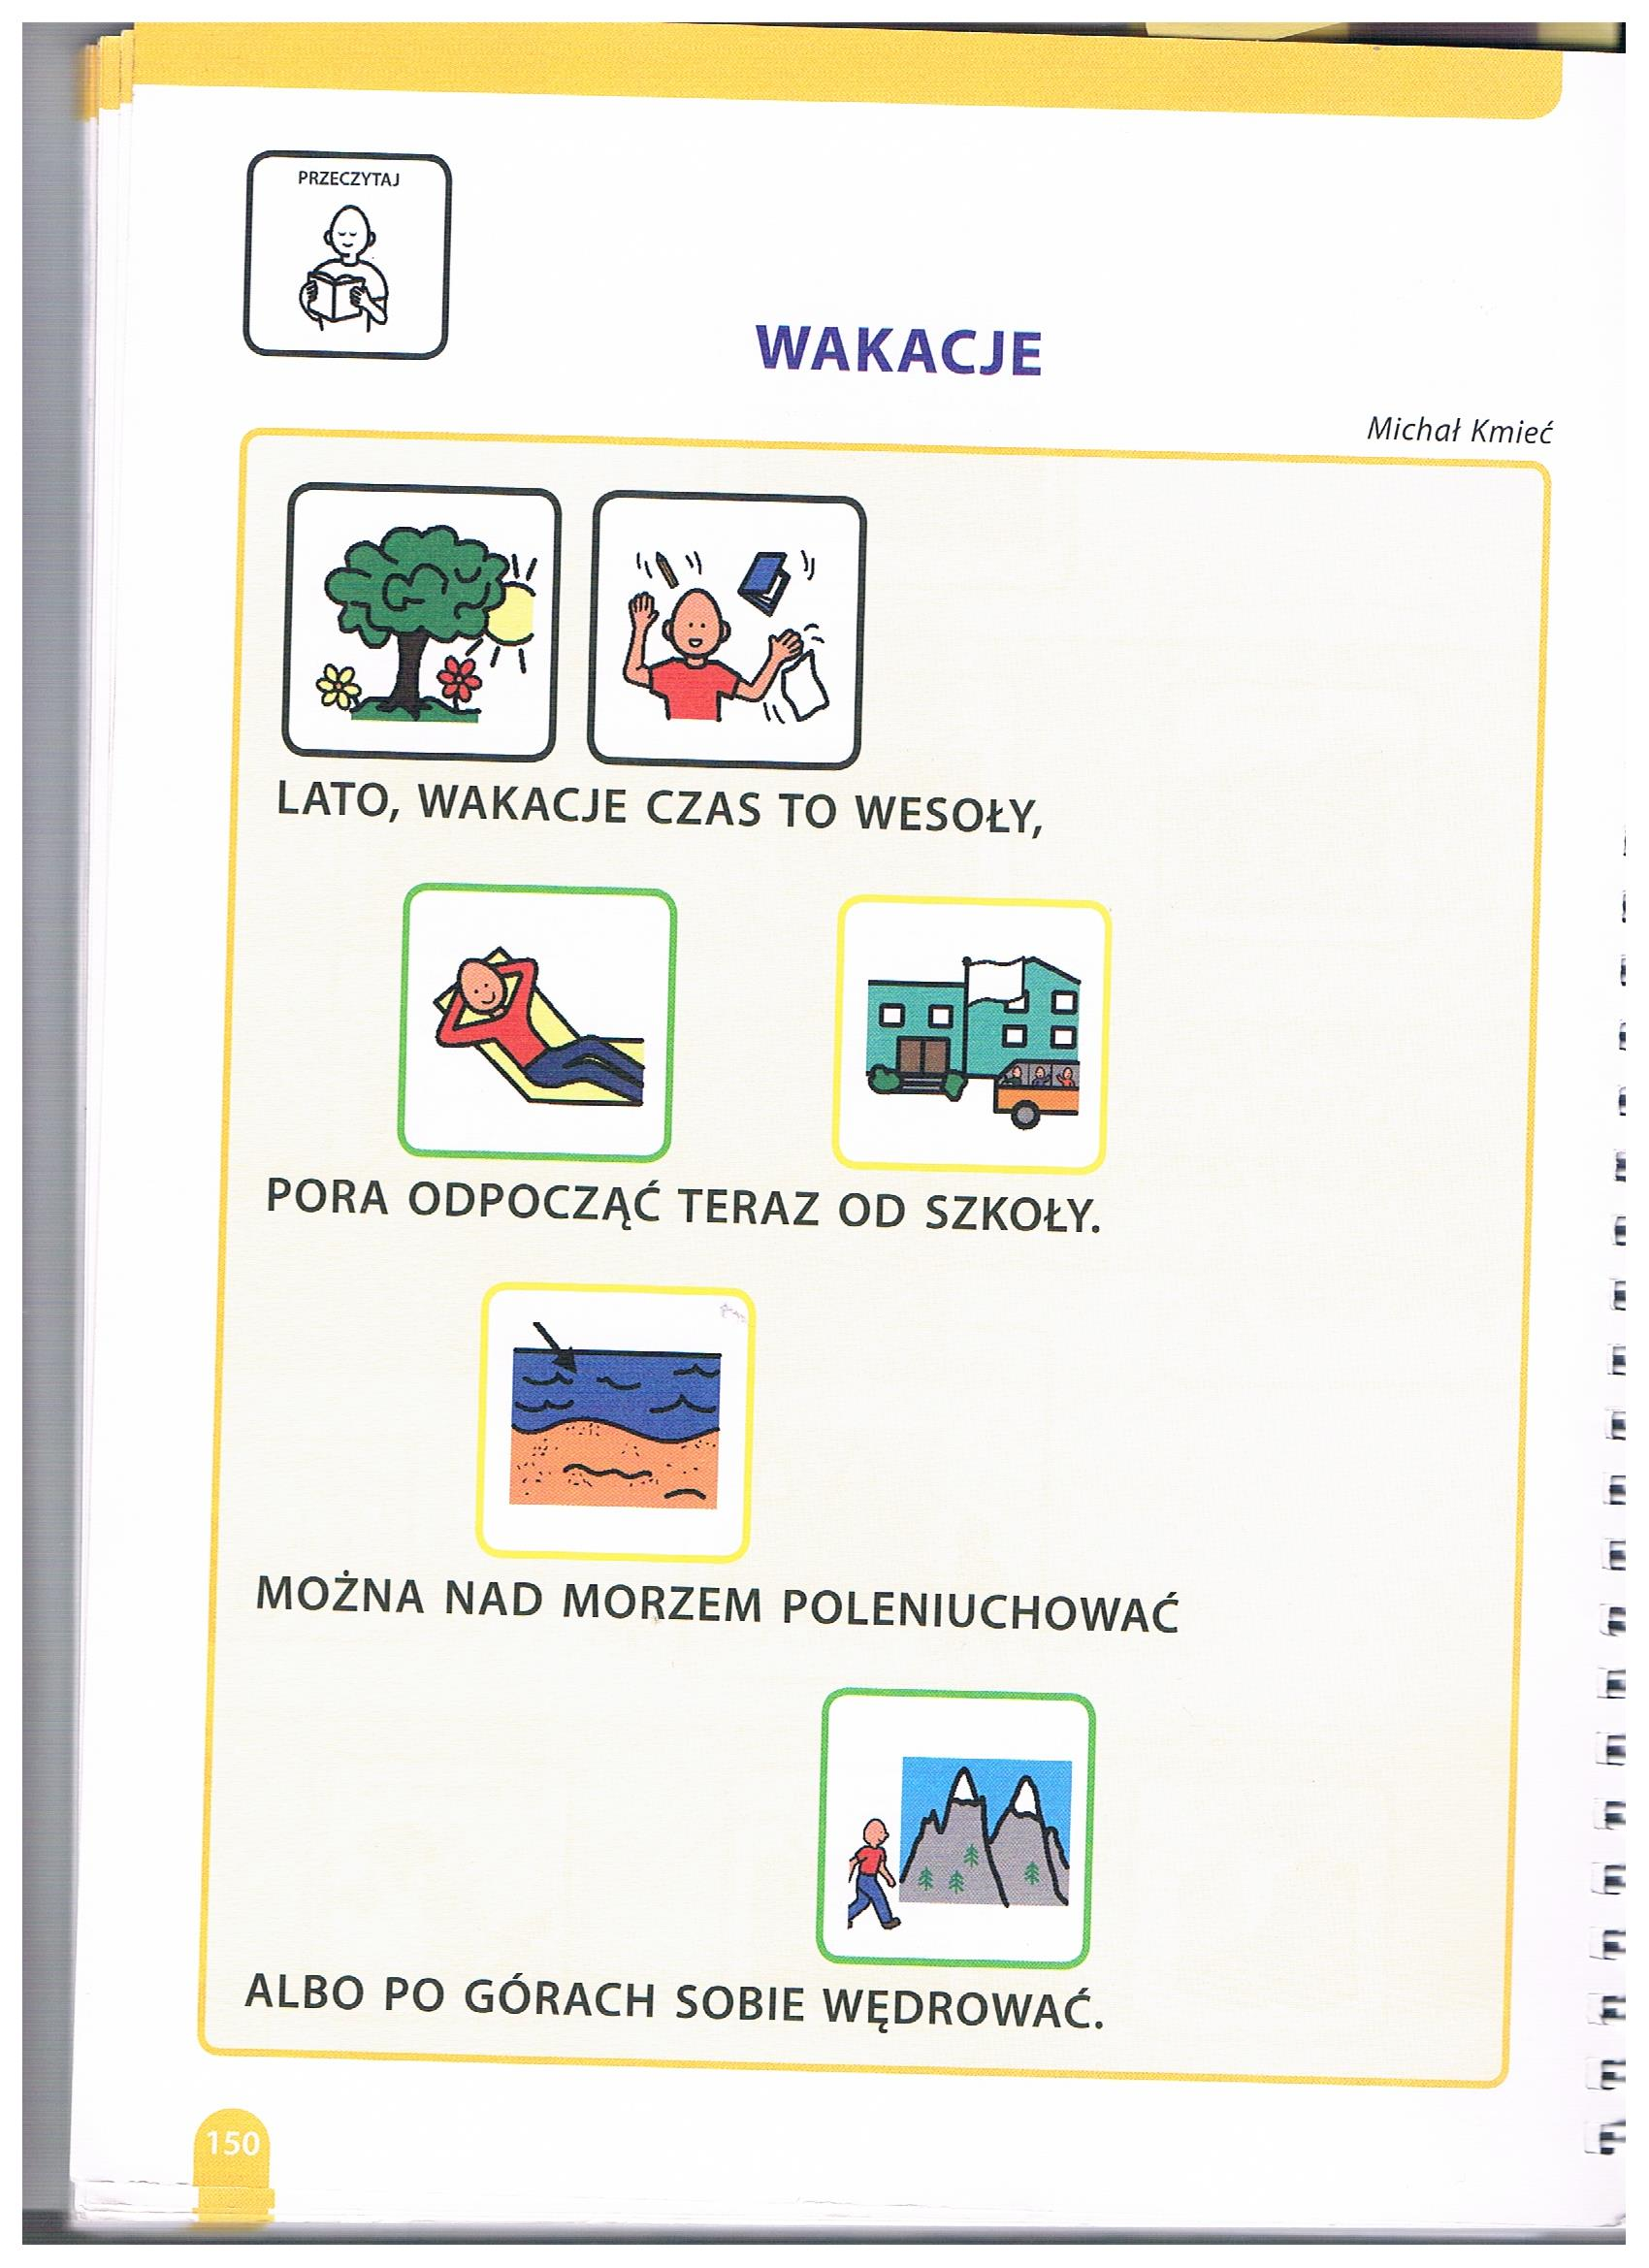 PRZECZYTAJ
WAKACJE
Michał Kmieć
LATO, WAKACJE CZAS TO WESOŁY,
PORA ODPOCZĄĆ TERAZ OD SZKOŁY.
MOŻNA NAD MORZEM POLENIUCHOWAĆ
ALBO PO GÓRACH SOBIE WĘDROWAĆ.
150